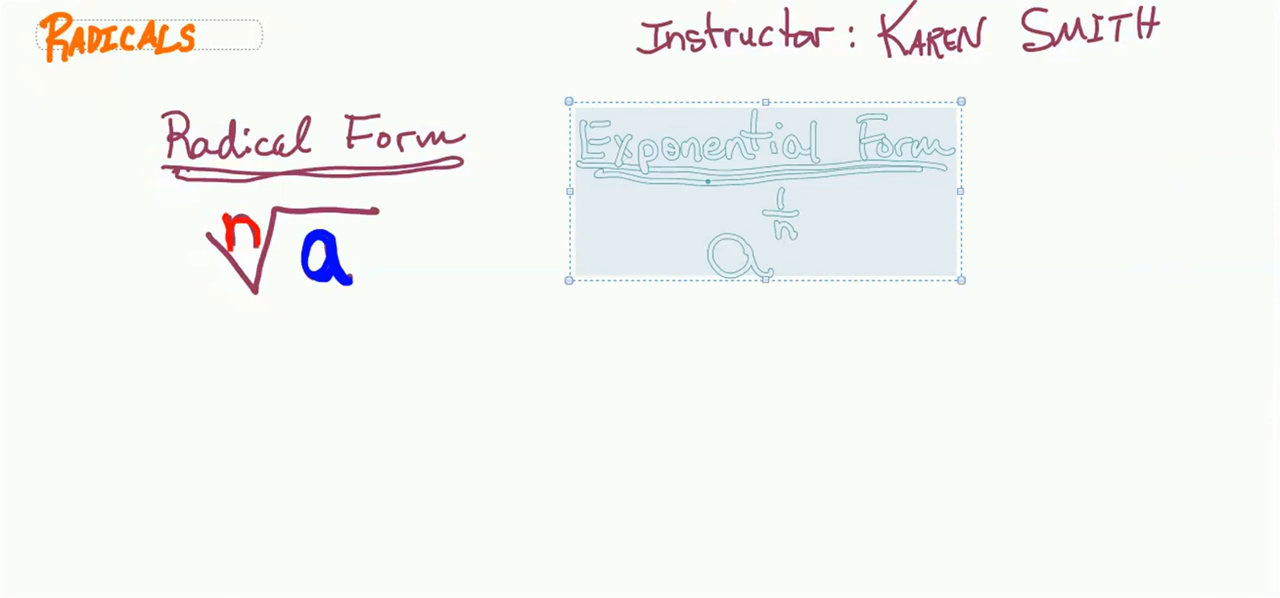 RADICALS
Instructor: KAREN SMITH
Radical Form
Exponential Form
n√a
a^(1/n)